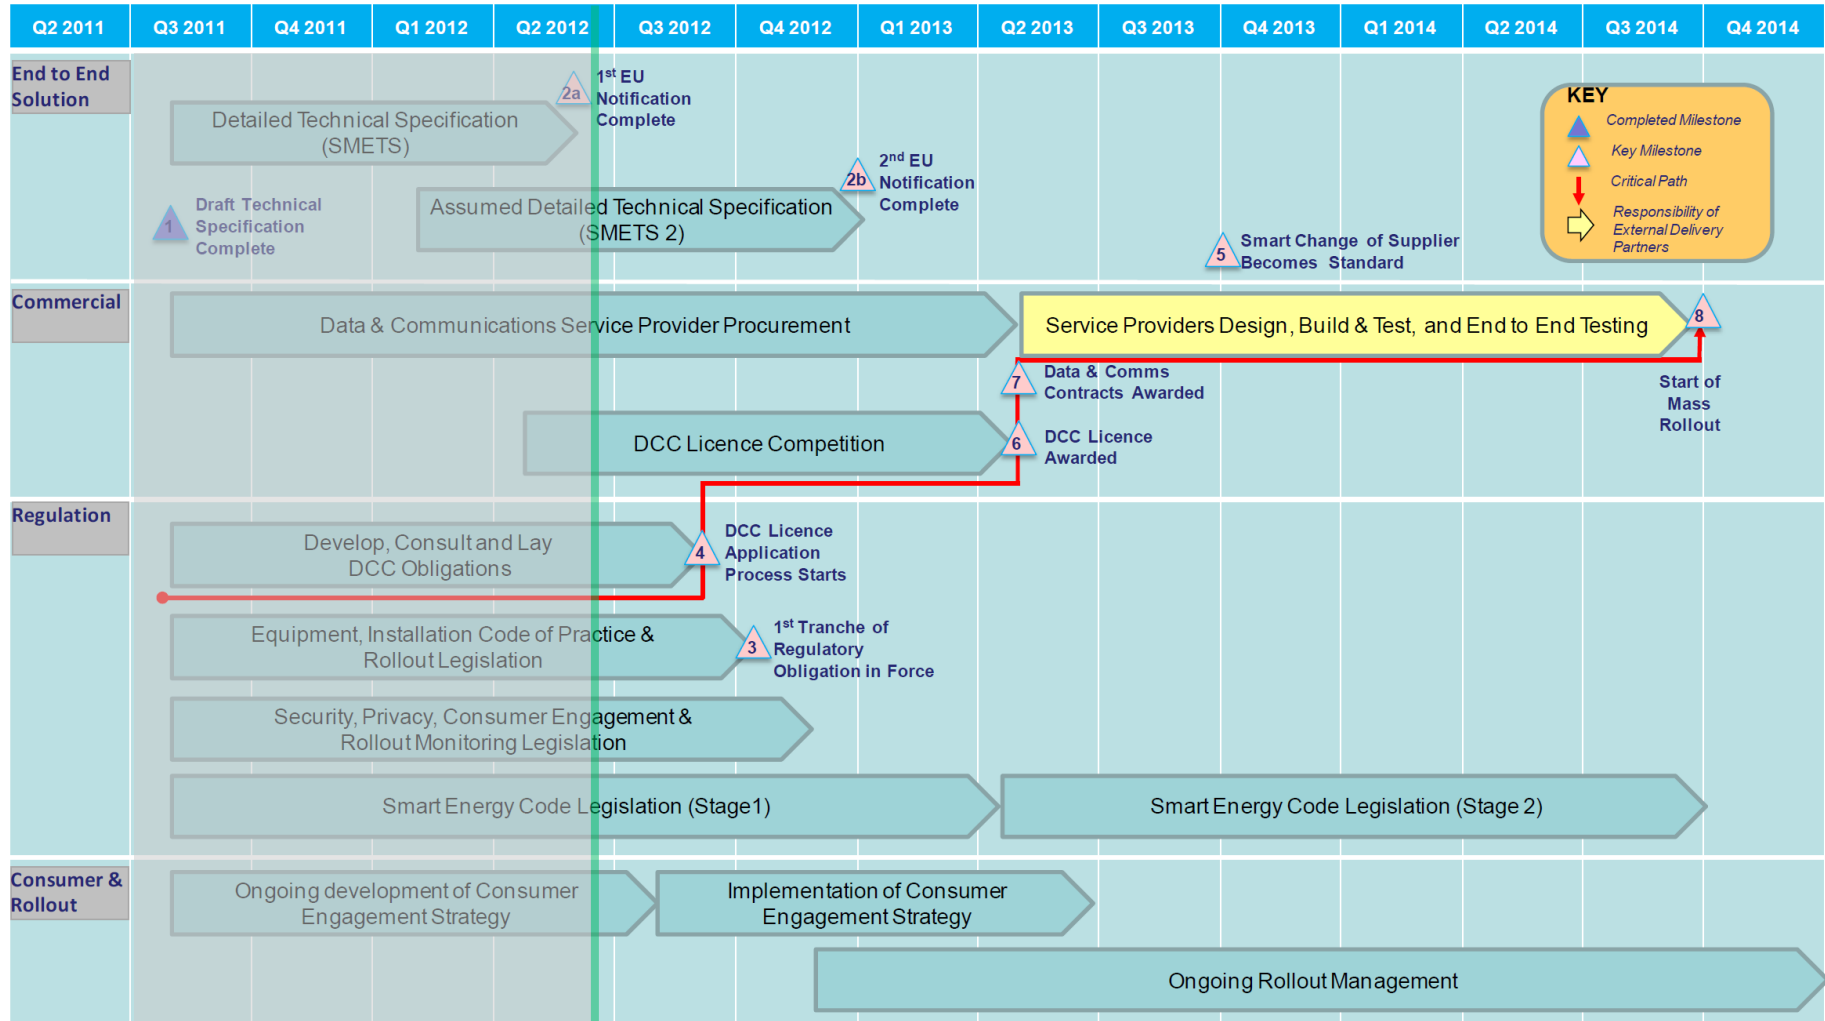 Q2 2011 Q3 2011 Q4 2011 Q1 2012 Q2 2012 Q3 2012 Q4 2012 Q1 2013 Q2 2013 Q3 2013 Q4 2013 Q1 2014 Q2 2014 Q3 2014 Q4 2014
End to End
Solution
Detailed Technical Specification
(SMETS)
2a
1st EU
Notification
Complete
1
Draft Technical
Specification
Complete
Assumed Detailed Technical Specification
(SMETS 2)
2b
2nd EU
Notification
Complete
5
Smart Change of Supplier
Becomes Standard
KEY
Completed Milestone
Key Milestone
Critical Path
Responsibility of
External Delivery
Partners
Commercial
Data & Communications Service Provider Procurement
Service Providers Design, Build & Test, and End to End Testing
8
Start of
Mass
Rollout
7
Data & Comms
Contracts Awarded
DCC Licence Competition
6
DCC Licence
Awarded
Regulation
Develop, Consult and Lay
DCC Obligations
4
DCC Licence
Application
Process Starts
Equipment, Installation Code of Practice &
Rollout Legislation
3
1st Tranche of
Regulatory
Obligation in Force
Security, Privacy, Consumer Engagement &
Rollout Monitoring Legislation
Smart Energy Code Legislation (Stage1)
Smart Energy Code Legislation (Stage 2)
Consumer &
Rollout
Ongoing development of Consumer
Engagement Strategy
Implementation of Consumer
Engagement Strategy
Ongoing Rollout Management